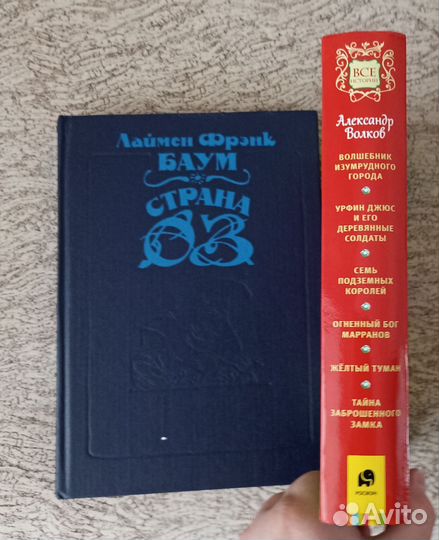 Лаймен Фрэнк
БАУМ
СТРАНА
ОЗ
ВСЕ
ИСТОРИИ
Александр
Волков
ВОЛШЕБНИК
ИЗУМРУДНОГО
ГОРОДА
УРФИН ДЖЮС
И ЕГО
ДЕРЕВЯННЫЕ
СОЛДАТЫ
СЕМЬ
ПОДЗЕМНЫХ
КОРОЛЕЙ
ОГНЕННЫЙ БОГ
МАРРАНОВ
ЖЁЛТЫЙ ТУМАН
ТАЙНА
ЗАБРОШЕННОГО
ЗАМКА
РОСМЭН
Avito